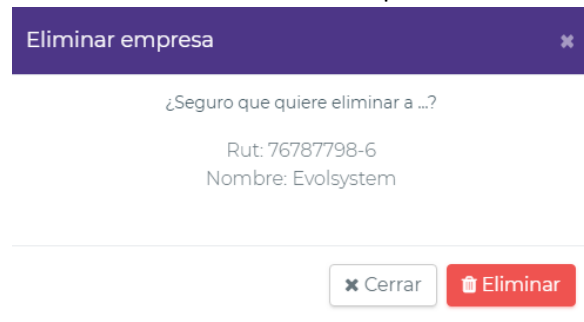 Eliminar empresa
¿Seguro que quiere eliminar a ...?
Rut: 76787798-6
Nombre: Evolsystem
Cerrar
Eliminar